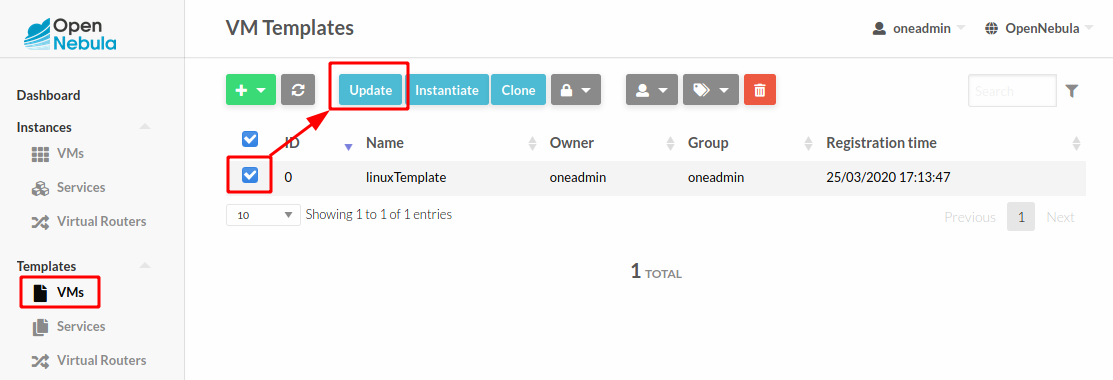 Open
Nebula
VM Templates
oneadmin
OpenNebula
Dashboard
Instances
VMs
Services
Virtual Routers
Templates
VMs
Services
Virtual Routers
Update
Instantiate
Clone
Search
ID
Name
Owner
Group
Registration time
0
linuxTemplate
oneadmin
oneadmin
25/03/2020 17:13:47
10
Showing 1 to 1 of 1 entries
Previous
1
Next
1 TOTAL